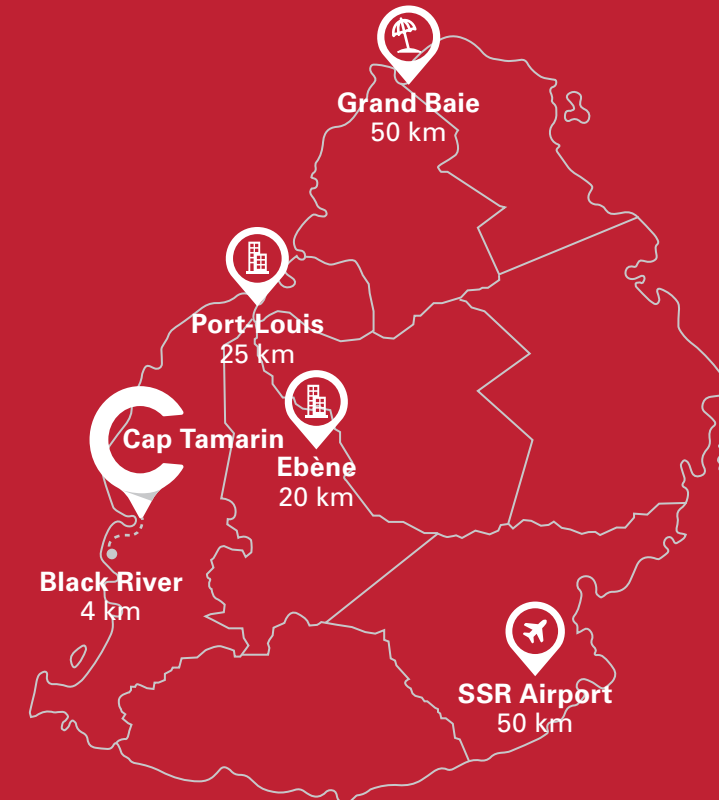 Grand Baie
50 km
Port-Louis
25 km
Cap Tamarin
Ebène
20 km
Black River
4 km
SSR Airport
50 km